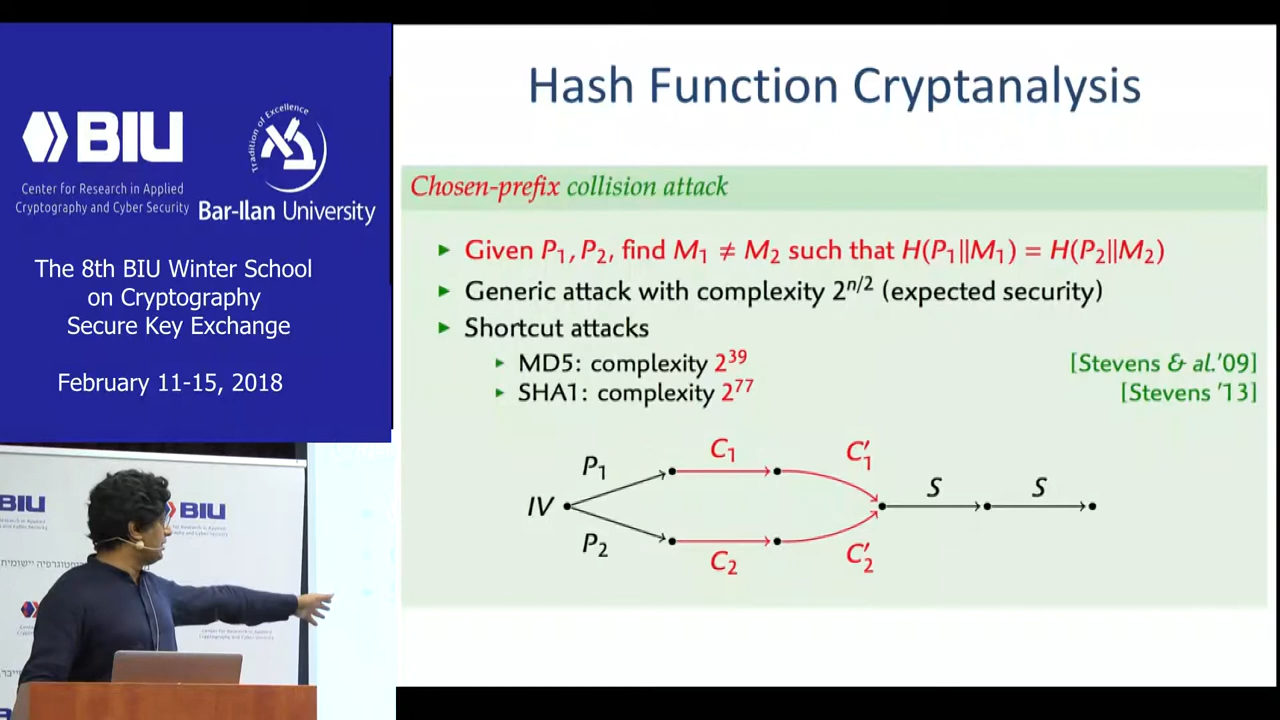 BIU
Center for Research in Applied
Cryptography and Cyber Security
Tradition of Excellence
Bar-Ilan University
The 8th BIU Winter School
on Cryptography
Secure Key Exchange
February 11-15, 2018
Hash Function Cryptanalysis
Chosen-prefix collision attack
▶ Given P₁, P₂, find M₁ ≠ M₂ such that H(P₁||M₁) = H(P₂||M₂)
▶ Generic attack with complexity 2^{n/2} (expected security)
▶ Shortcut attacks
▶ MD5: complexity 2³⁹ [Stevens & al.'09]
▶ SHA1: complexity 2⁷⁷ [Stevens '13]
P₁ C₁ C′₁
IV S S
P₂ C₂ C′₂
BIU
BIU